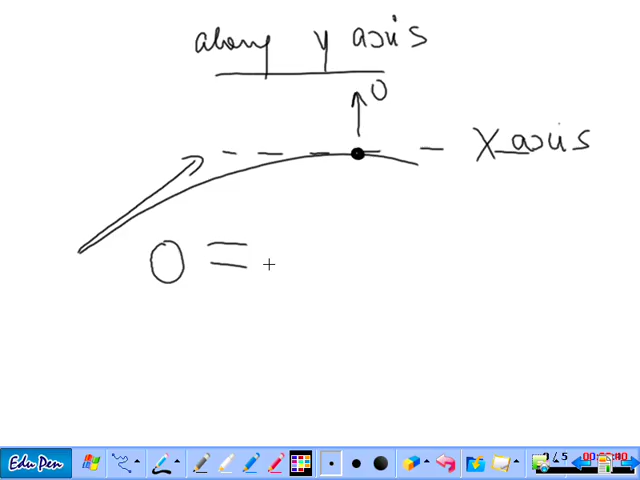 along y axis
0
X axis
0 =
Edu Pen